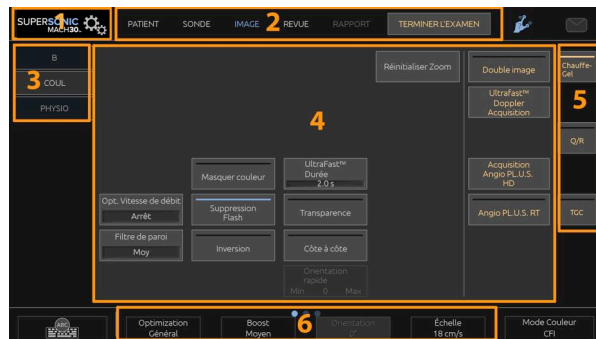 SUPERSONIC
MACH30
1
PATIENT
SONDE
IMAGE
2
REVUE
RAPPORT
TERMINER L'EXAMEN
B
3
COUL
PHYSIO
Réinitialiser Zoom
Double image
Chauffe-
Gel
Ultrafast™
Doppler
Acquisition
5
4
Q/R
Masquer couleur
UltraFast™
Durée
2.0 s
Acquisition
Angio PL.U.S.
HD
Opt. Vitesse de débit
Arrêt
Suppression
Flash
Transparence
Angio PL.U.S. RT
TGC
Filtre de paroi
Moy
Inversion
Côte à côte
Orientation
rapide
Min 0 Max
ABC
Optimization
Général
Boost
Moyen
6
Orientation
0°
Échelle
18 cm/s
Mode Couleur
CFI